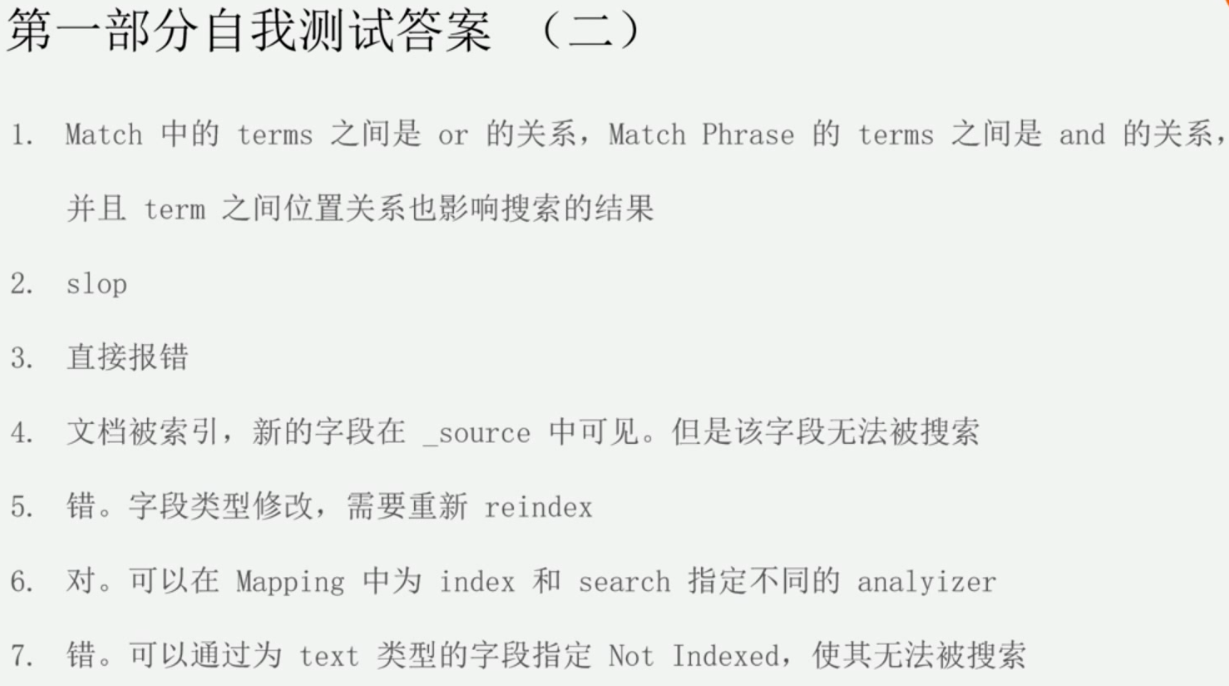 第一部分自我测试答案 （二）
1. Match 中的 terms 之间是 or 的关系，Match Phrase 的 terms 之间是 and 的关系，
并且 term 之间位置关系也影响搜索的结果
2. slop
3. 直接报错
4. 文档被索引，新的字段在 _source 中可见。但是该字段无法被搜索
5. 错。字段类型修改，需要重新 reindex
6. 对。可以在 Mapping 中为 index 和 search 指定不同的 analyizer
7. 错。可以通过为 text 类型的字段指定 Not Indexed，使其无法被搜索